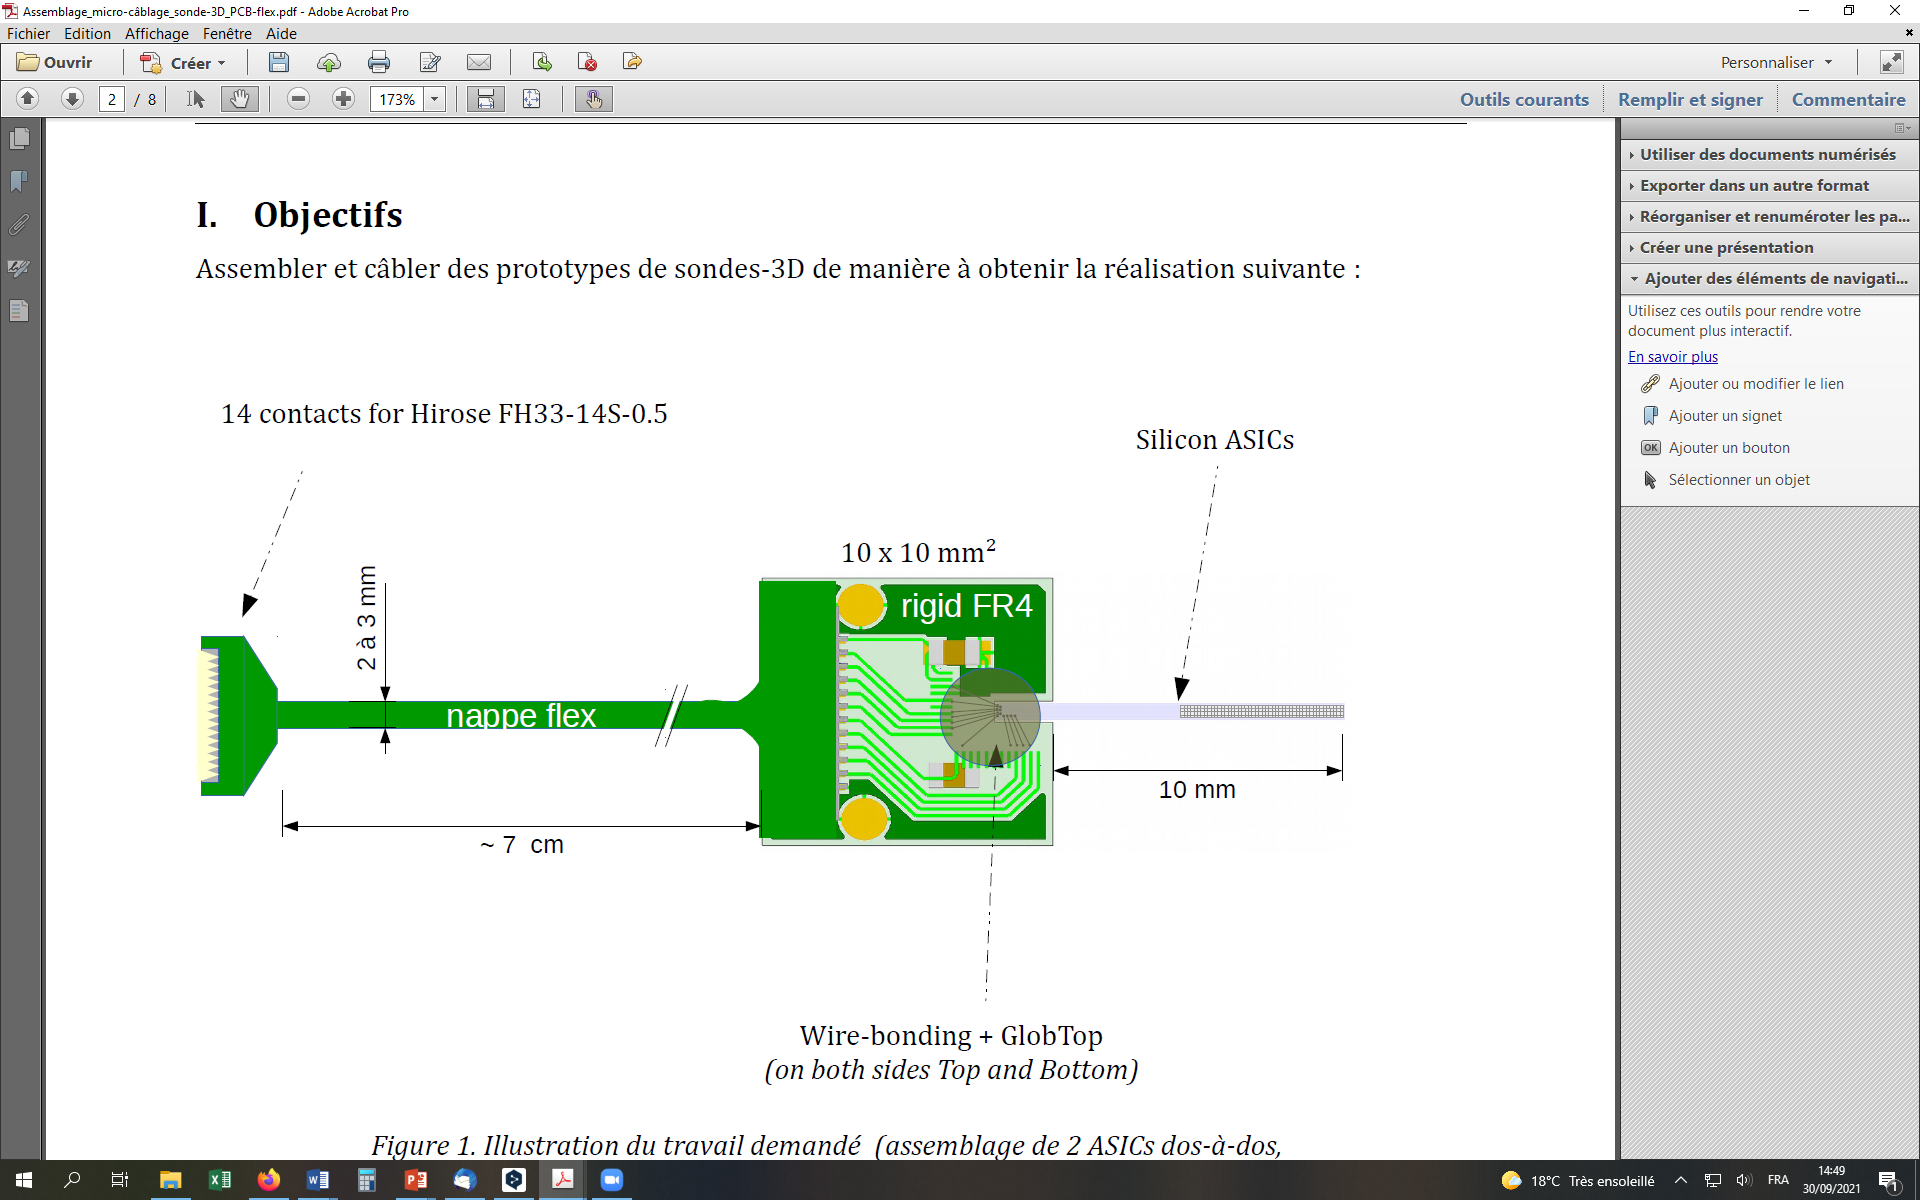 Assemblage_micro-câblage_sonde-3D_PCB-flex.pdf - Adobe Acrobat Pro
Fichier Edition Affichage Fenêtre Aide
Ouvrir Créer Personnaliser
2 / 8 173% Outils courants Remplir et signer Commentaire
I. Objectifs
Assembler et câbler des prototypes de sondes-3D de manière à obtenir la réalisation suivante :
14 contacts for Hirose FH33-14S-0.5
Silicon ASICs
10 x 10 mm²
2 à 3 mm
rigid FR4
nappe flex
10 mm
~ 7 cm
Wire-bonding + GlobTop
(on both sides Top and Bottom)
Figure 1. Illustration du travail demandé (assemblage de 2 ASICs dos-à-dos,
Utiliser des documents numérisés
Exporter dans un autre format
Réorganiser et renuméroter les pa...
Créer une présentation
Ajouter des éléments de navigati...
Utilisez ces outils pour rendre votre
document plus interactif.
En savoir plus
Ajouter ou modifier le lien
Ajouter un signet
OK Ajouter un bouton
Sélectionner un objet
18°C Très ensoleillé FRA 14:49
30/09/2021
1